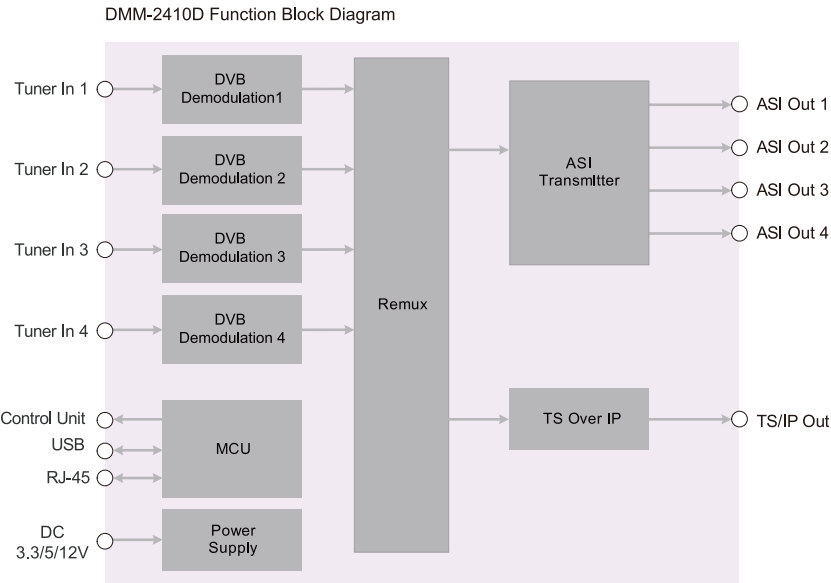 DMM-2410D Function Block Diagram
Tuner In 1
DVB
Demodulation1
Tuner In 2
DVB
Demodulation 2
Tuner In 3
DVB
Demodulation 3
Tuner In 4
DVB
Demodulation 4
Remux
ASI
Transmitter
ASI Out 1
ASI Out 2
ASI Out 3
ASI Out 4
TS Over IP
TS/IP Out
Control Unit
USB
RJ-45
MCU
DC
3.3/5/12V
Power
Supply